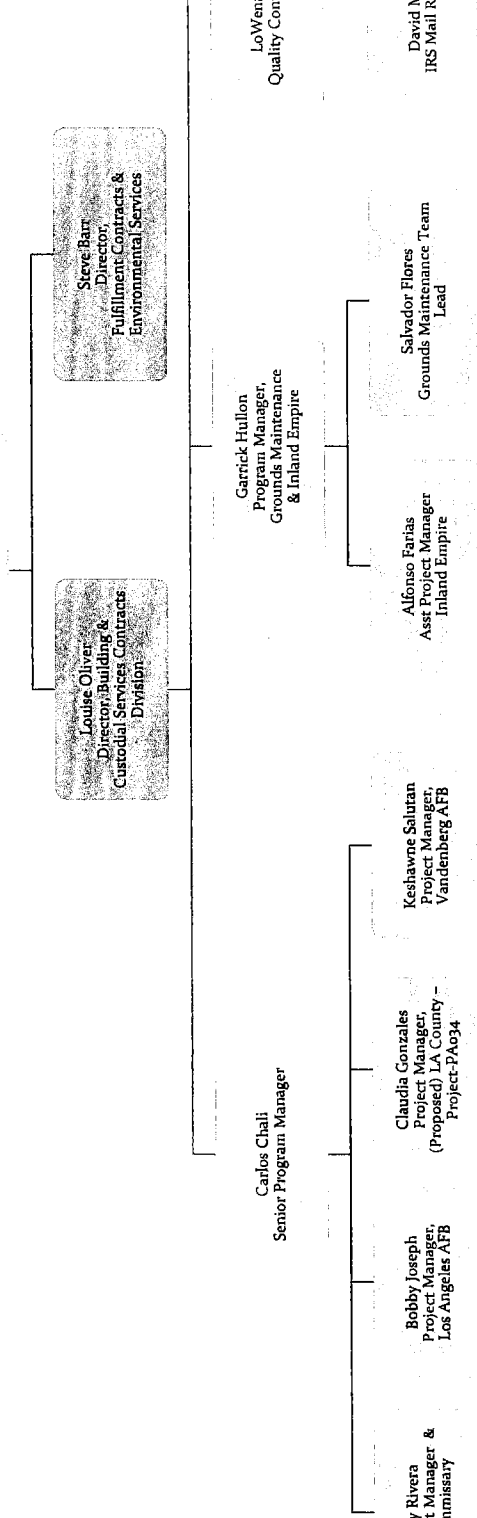 Louise Oliver
Director, Building &
Custodial Services Contracts
Division
Steve Barr
Director,
Fulfillment Contracts &
Environmental Services
Carlos Chali
Senior Program Manager
Garrick Hullon
Program Manager,
Grounds Maintenance
& Inland Empire
Quality
Rivera
Manager &
Bobby Joseph
Project Manager,
Los Angeles AFB
Claudia Gonzales
Project Manager,
(Proposed) LA County –
Project-PA034
Keshawne Salutan
Project Manager,
Vandenberg AFB
Alfonso Farias
Asst Project Manager
Inland Empire
Salvador Flores
Grounds Maintenance Team
Lead
David
IRS Mail